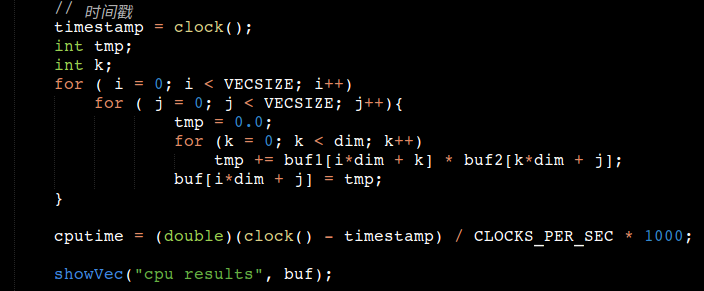 // 时间戳
timestamp = clock();
int tmp;
int k;
for ( i = 0; i < VECSIZE; i++)
for ( j = 0; j < VECSIZE; j++){
tmp = 0.0;
for (k = 0; k < dim; k++)
tmp += buf1[i*dim + k] * buf2[k*dim + j];
buf[i*dim + j] = tmp;
}
cputime = (double)(clock() - timestamp) / CLOCKS_PER_SEC * 1000;
showVec("cpu results", buf);